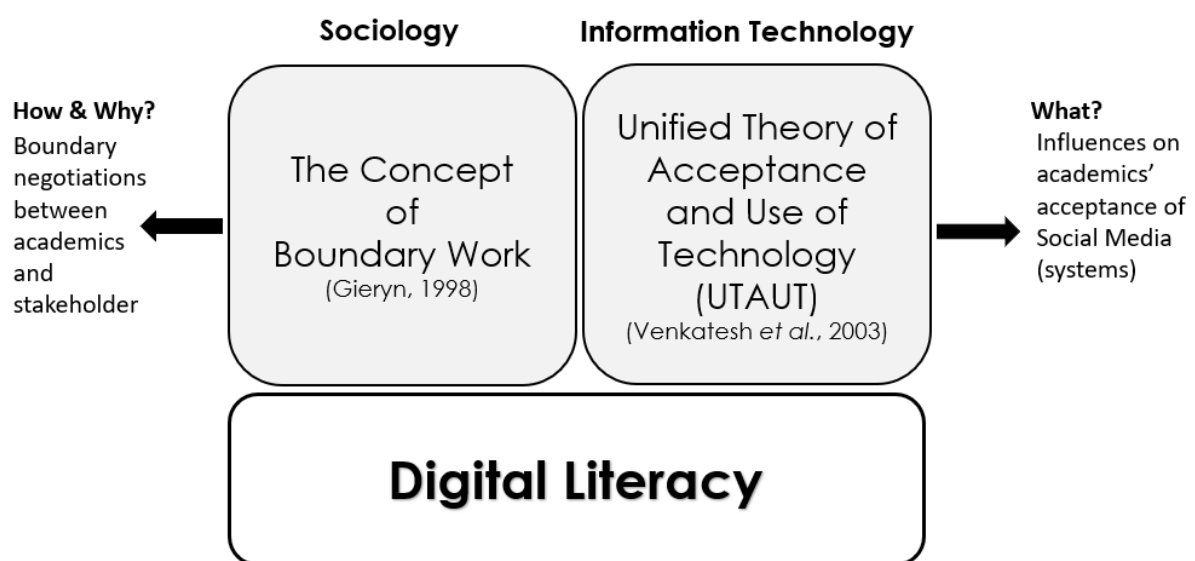 Sociology
Information Technology
How & Why?
Boundary
negotiations
between
academics
and
stakeholder
The Concept
of
Boundary Work
(Gieryn, 1998)
Unified Theory of
Acceptance
and Use of
Technology
(UTAUT)
(Venkatesh et al., 2003)
What?
Influences on
academics’
acceptance of
Social Media
(systems)
Digital Literacy